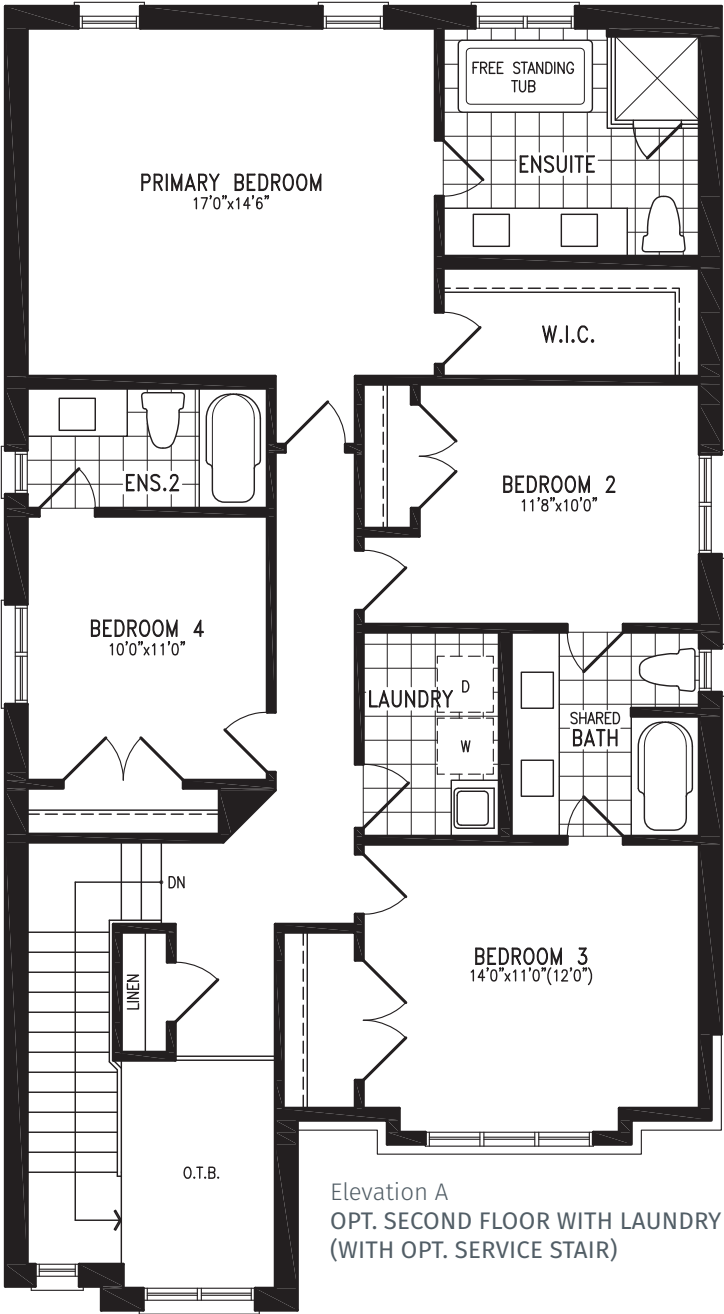 FREE STANDING
TUB
ENSUITE
PRIMARY BEDROOM
17'0"x14'6"
W.I.C.
ENS.2
BEDROOM 2
11'8"x10'0"
BEDROOM 4
10'0"x11'0"
LAUNDRY
D
W
SHARED
BATH
DN
LINEN
BEDROOM 3
14'0"x11'0"(12'0")
O.T.B.
Elevation A
OPT. SECOND FLOOR WITH LAUNDRY
(WITH OPT. SERVICE STAIR)